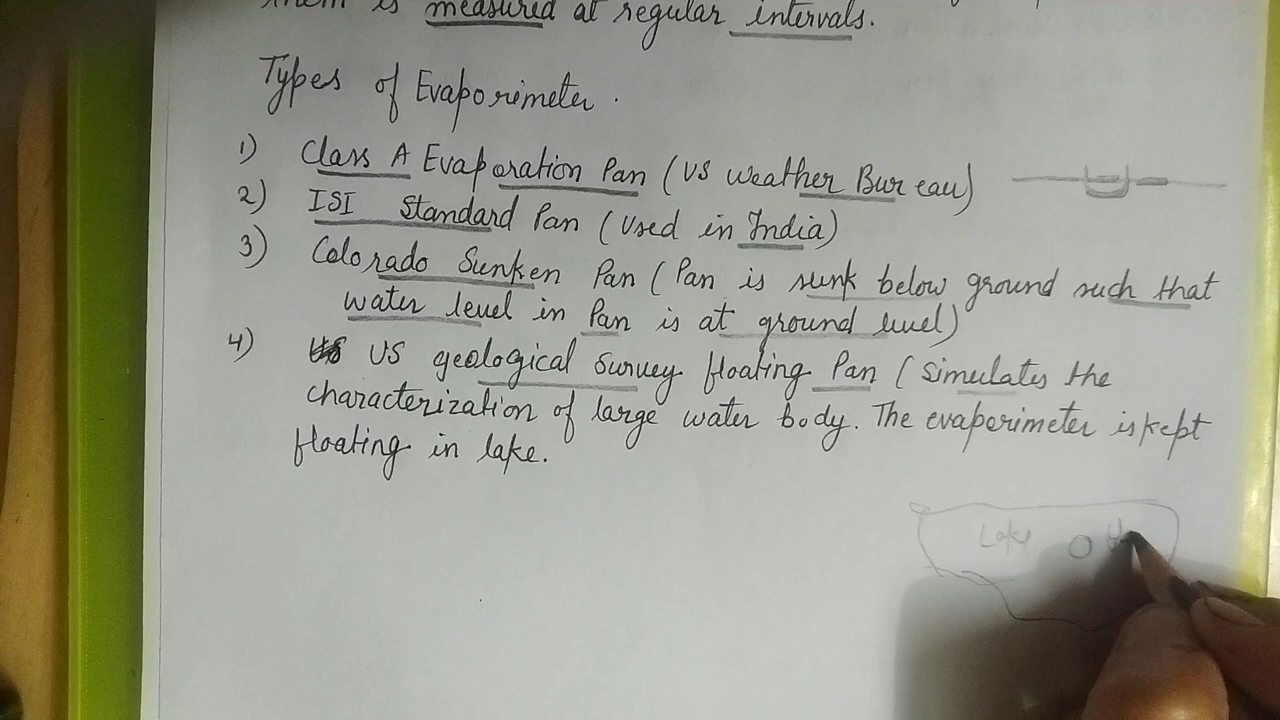 them is measured at regular intervals.
Types of Evaporimeter.
1) Class A Evaporation Pan (US Weather Bureau)
2) ISI Standard Pan (Used in India)
3) Colorado Sunken Pan (Pan is sunk below ground such that
water level in Pan is at ground level)
4) US geological survey floating Pan (Simulates the
characterization of large water body. The evaporimeter is kept
floating in lake.
Lake